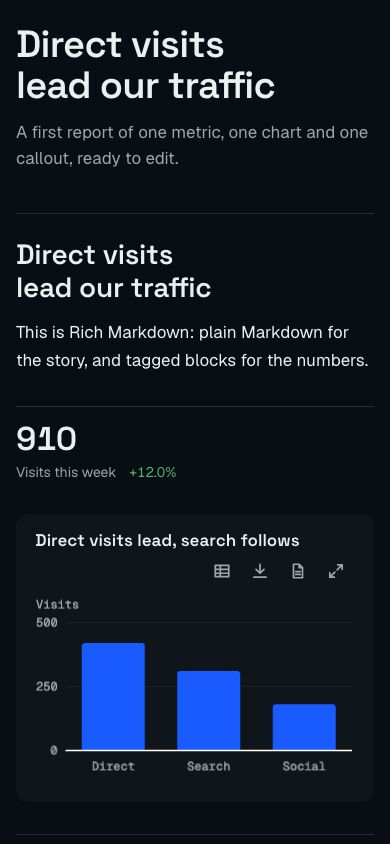 Direct visits
lead our traffic
A first report of one metric, one chart and one
callout, ready to edit.
Direct visits
lead our traffic
This is Rich Markdown: plain Markdown for
the story, and tagged blocks for the numbers.
910
Visits this week +12.0%
Direct visits lead, search follows
Visits
500
250
0
Direct Search Social